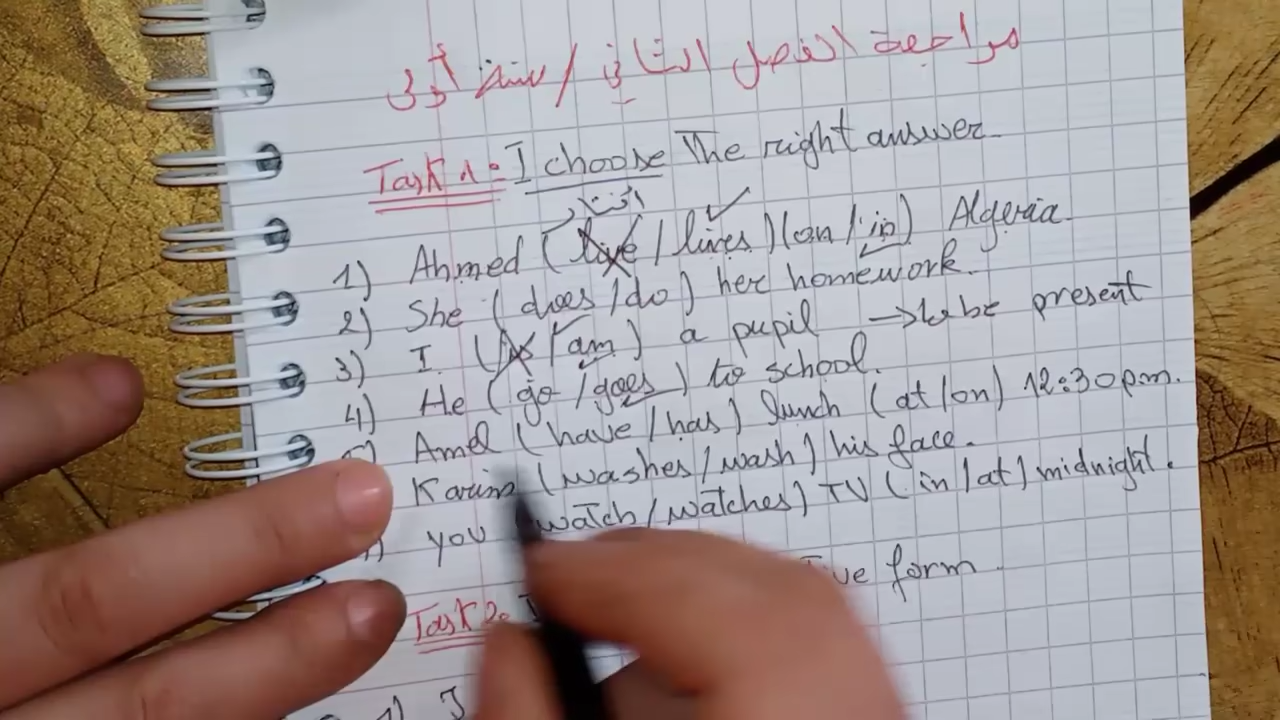 مراجعة الفصل الثاني / سنة أولى
Task 1: I choose The right answer.
اختار
1) Ahmed (live / lives) (on / in) Algeria.
2) She (does / do) her homework.
3) I (is / am) a pupil → to be present
4) He (go / goes) to school.
Amel (have / has) lunch (at / on) 12:30 pm.
Karim (washes / wash) his face.
you (watch / watches) TV (in / at) midnight.
form
Task 2:
1) I